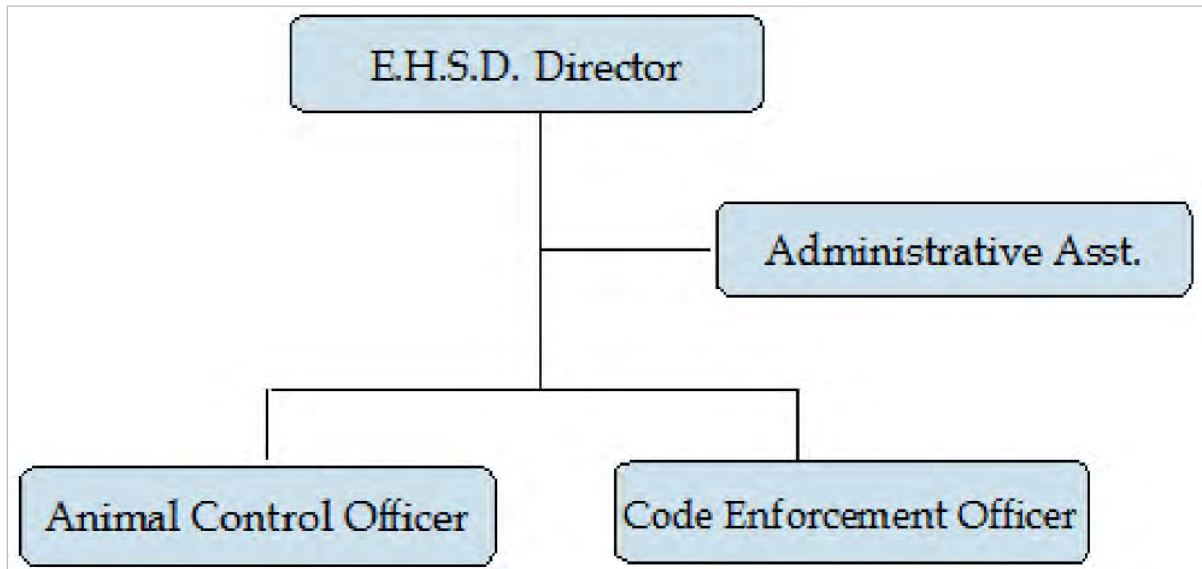 E.H.S.D. Director
Administrative Asst.
Animal Control Officer
Code Enforcement Officer